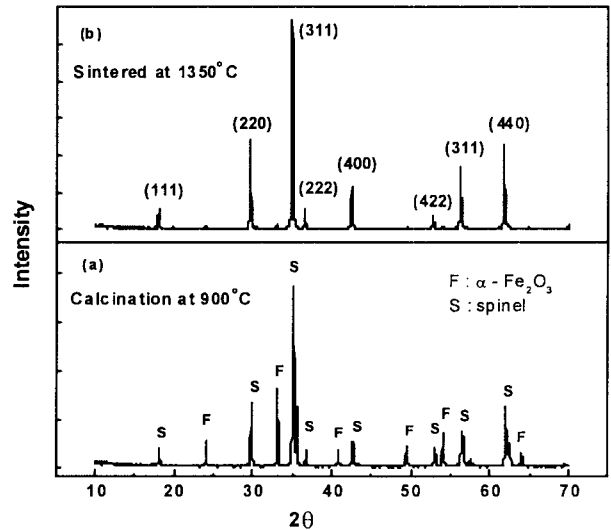 (b)
(311)
Sintered at 1350°C
(220)
(440)
(400)
(311)
(111)
(222)
(422)
Intensity
(a)
S
F : α - Fe₂O₃
Calcination at 900°C
S : spinel
F
S
S
F
F
S
S
S
F
S
F
S
F
10 20 30 40 50 60 70
2θ